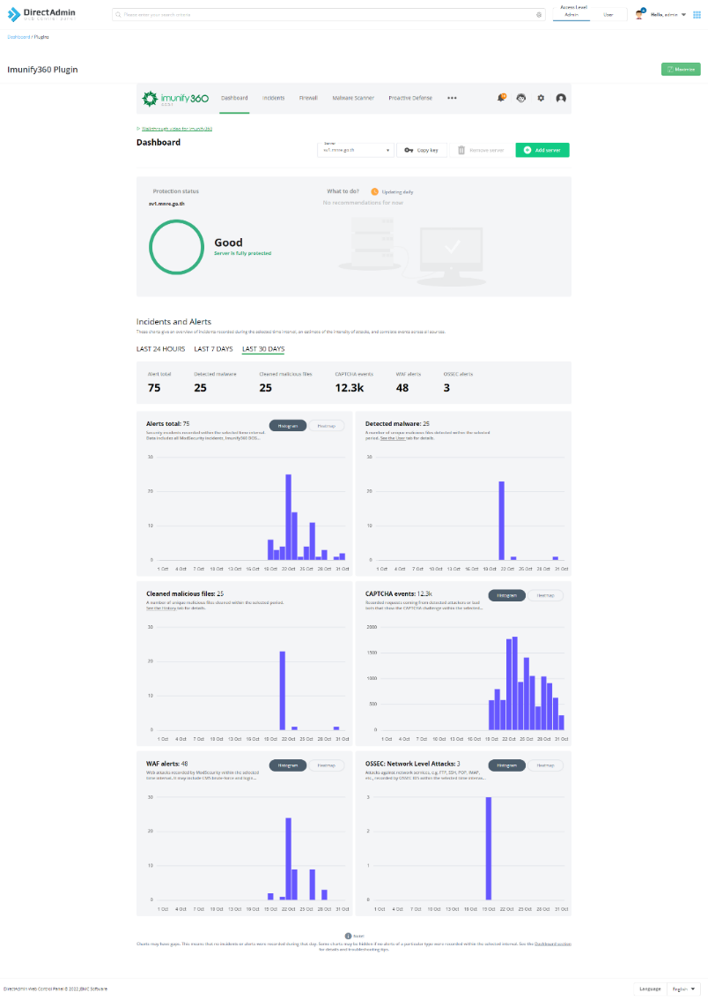 DirectAdmin
web control panel
Please enter your search criteria
Access Level
Admin User
Hello, admin
Dashboard / Plugins
Imunify360 Plugin
Maximize
imunify360
Dashboard Incidents Firewall Malware Scanner Proactive Defense •••
Walkthrough video for Imunify360
Dashboard
Server
sv1.mnre.go.th
Copy key
Remove server
Add server
Protection status
sv1.mnre.go.th
Good
Server is fully protected
What to do? Updating daily
No recommendations for now
Incidents and Alerts
These charts give an overview of incidents recorded during the selected time interval, an estimate of the intensity of attacks, and correlate events across all sources.
LAST 24 HOURS LAST 7 DAYS LAST 30 DAYS
Alert total Detected malware Cleaned malicious files CAPTCHA events WAF alerts OSSEC alerts
75 25 25 12.3k 48 3
Alerts total: 75
Histogram Heatmap
Security incidents recorded within the selected time interval.
Data includes all ModSecurity incidents, Imunify360 DOS...
30
20
10
0
1 Oct 4 Oct 7 Oct 10 Oct 13 Oct 16 Oct 19 Oct 22 Oct 25 Oct 28 Oct 31 Oct
Detected malware: 25
A number of unique malicious files detected within the selected
period. See the User tab for details.
30
20
10
0
1 Oct 4 Oct 7 Oct 10 Oct 13 Oct 16 Oct 19 Oct 22 Oct 25 Oct 28 Oct 31 Oct
Cleaned malicious files: 25
A number of unique malicious files cleaned within the selected period.
See the History tab for details.
30
20
10
0
1 Oct 4 Oct 7 Oct 10 Oct 13 Oct 16 Oct 19 Oct 22 Oct 25 Oct 28 Oct 31 Oct
CAPTCHA events: 12.3k
Histogram Heatmap
Recorded requests coming from detected attackers or bad
bots that show the CAPTCHA challenge within the selected...
2000
1500
1000
500
0
1 Oct 4 Oct 7 Oct 10 Oct 13 Oct 16 Oct 19 Oct 22 Oct 25 Oct 28 Oct 31 Oct
WAF alerts: 48
Histogram Heatmap
Web attacks recorded by ModSecurity within the selected
time interval. It may include CMS brute-force and login...
30
20
10
0
1 Oct 4 Oct 7 Oct 10 Oct 13 Oct 16 Oct 19 Oct 22 Oct 25 Oct 28 Oct 31 Oct
OSSEC: Network Level Attacks: 3
Histogram Heatmap
Attacks against network services, e.g. FTP, SSH, POP, IMAP,
etc., recorded by OSSEC IDS within the selected time interval...
3
2
1
0
1 Oct 4 Oct 7 Oct 10 Oct 13 Oct 16 Oct 19 Oct 22 Oct 25 Oct 28 Oct 31 Oct
Note:
Charts may have gaps. This means that no incidents or alerts were recorded during that day. Some charts may be hidden if no alerts of a particular type were recorded within the selected interval. See the Dashboard section
for details and troubleshooting tips.
DirectAdmin Web Control Panel © 2022 JBMC Software
Language English